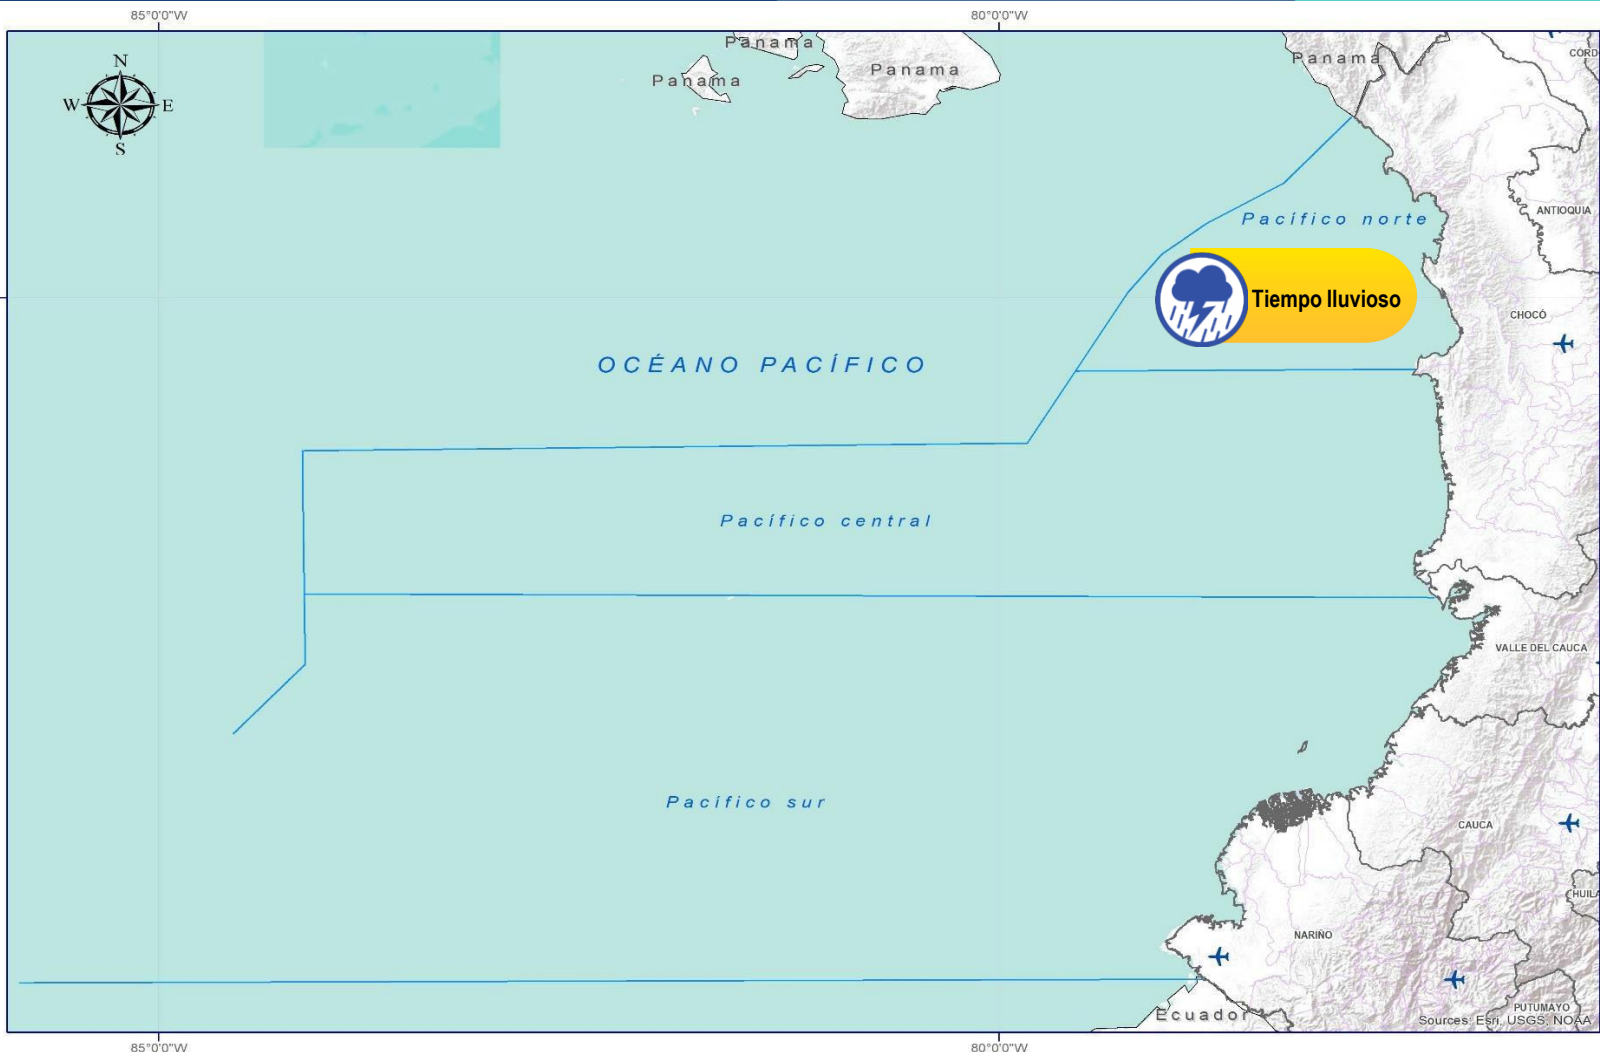 85°0'0"W
80°0'0"W
N
W
E
S
Panama
Panama
Panama
Panama
CÓRD
ANTIOQUIA
Pacífico norte
Tiempo lluvioso
CHOCÓ
OCÉANO PACÍFICO
Pacífico central
VALLE DEL CAUCA
Pacífico sur
CAUCA
HUILA
NARIÑO
PUTUMAYO
Ecuador
Sources: Esri, USGS, NOAA
85°0'0"W
80°0'0"W